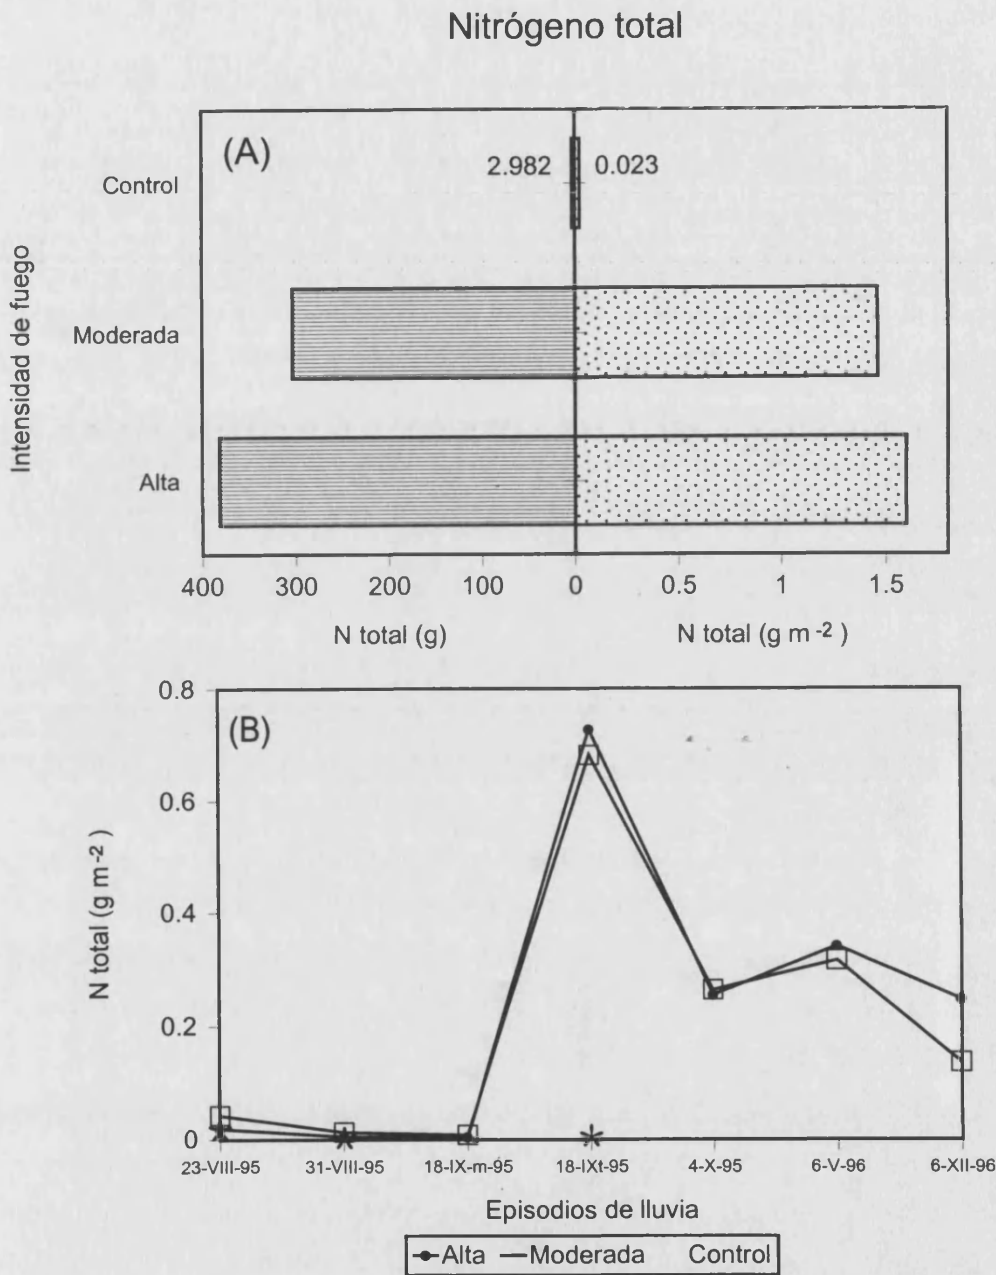 Nitrógeno total
(A)
Intensidad de fuego
Control
2.982
0.023
Moderada
Alta
400 300 200 100 0 0.5 1 1.5
N total (g)
N total (g m -2 )
(B)
N total (g m -2 )
0.8
0.6
0.4
0.2
0
23-VIII-95 31-VIII-95 18-IX-m-95 18-IXt-95 4-X-95 6-V-96 6-XII-96
Episodios de lluvia
Alta Moderada Control